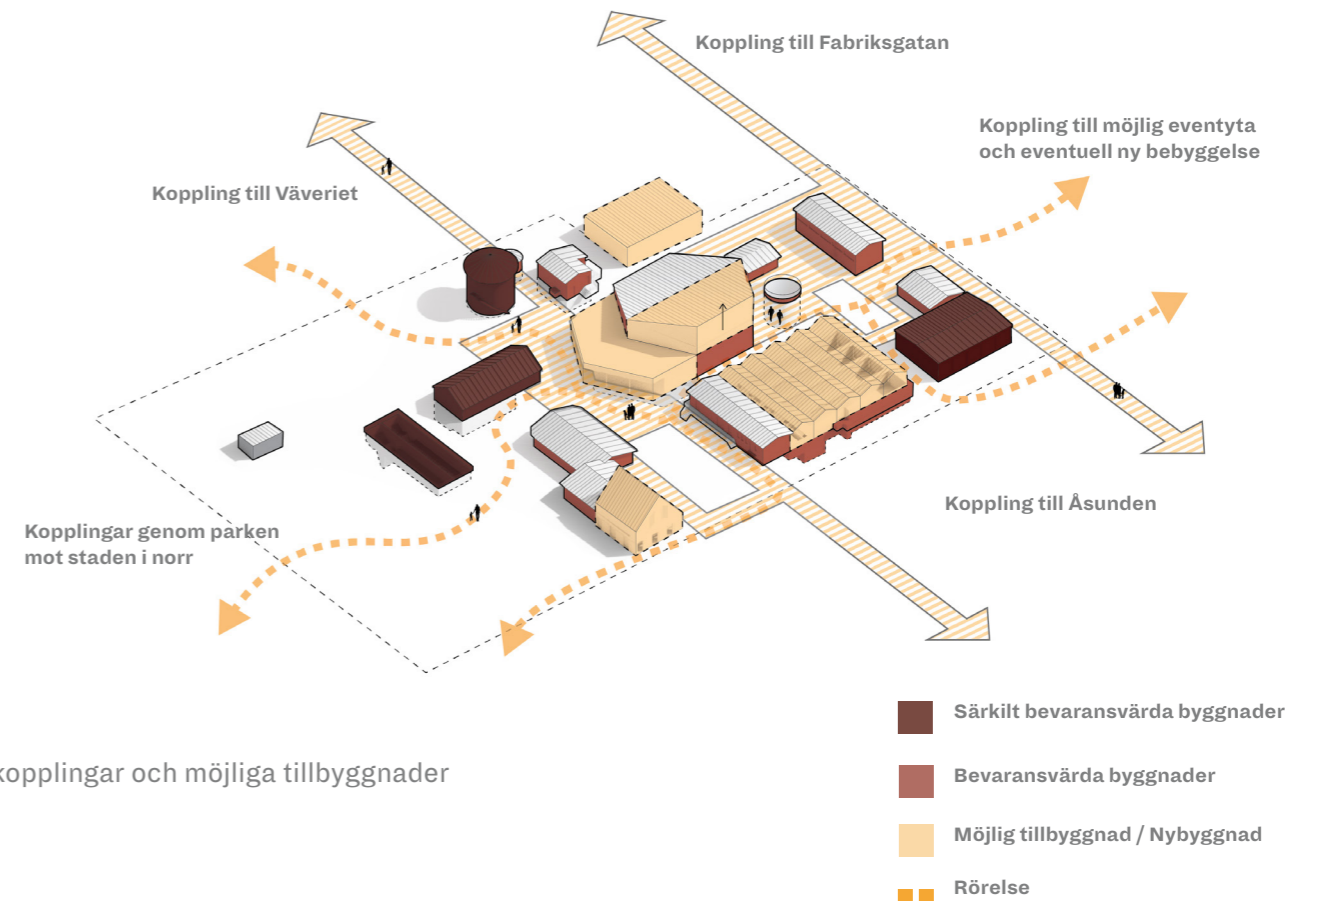 Koppling till Fabriksgatan
Koppling till möjlig eventyta
och eventuell ny bebyggelse
Koppling till Väveriet
Koppling till Åsunden
Kopplingar genom parken
mot staden i norr
Särkilt bevaransvärda byggnader
kopplingar och möjliga tillbyggnader
Bevaransvärda byggnader
Möjlig tillbyggnad / Nybyggnad
Rörelse